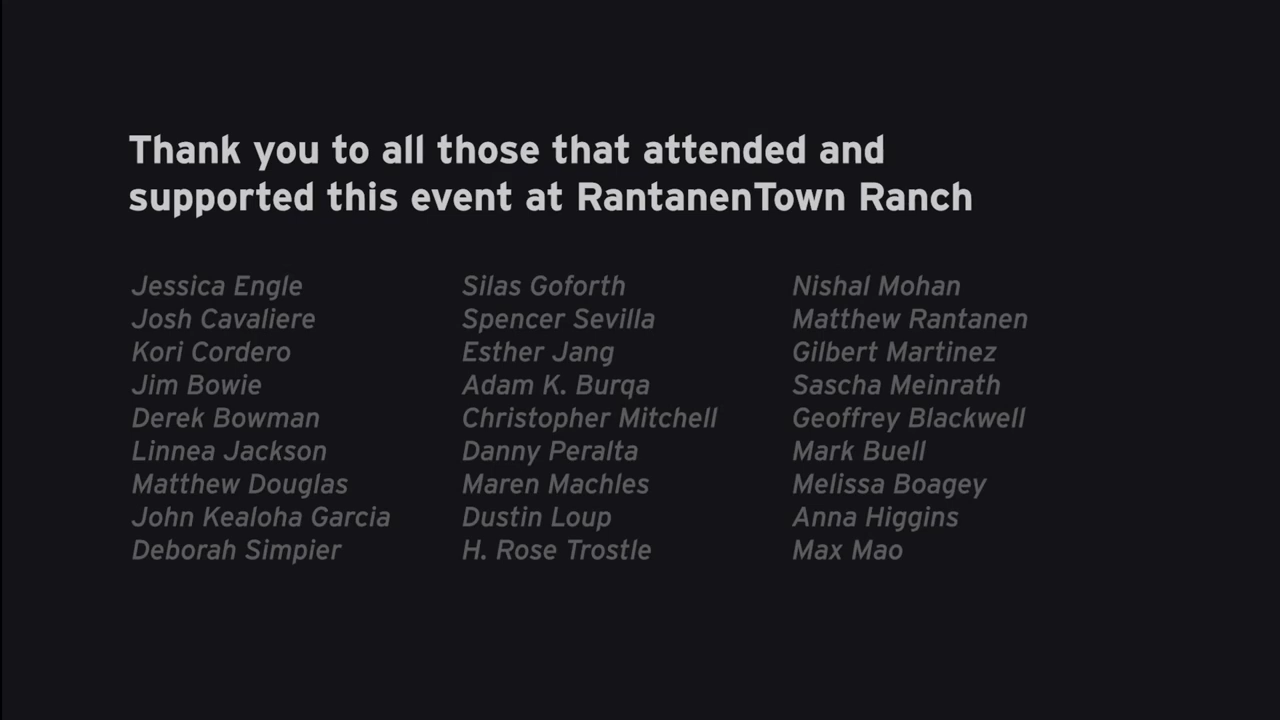 Thank you to all those that attended and
supported this event at RantanenTown Ranch
Jessica Engle
Josh Cavaliere
Kori Cordero
Jim Bowie
Derek Bowman
Linnea Jackson
Matthew Douglas
John Kealoha Garcia
Deborah Simpier
Silas Goforth
Spencer Sevilla
Esther Jang
Adam K. Burqa
Christopher Mitchell
Danny Peralta
Maren Machles
Dustin Loup
H. Rose Trostle
Nishal Mohan
Matthew Rantanen
Gilbert Martinez
Sascha Meinrath
Geoffrey Blackwell
Mark Buell
Melissa Boagey
Anna Higgins
Max Mao